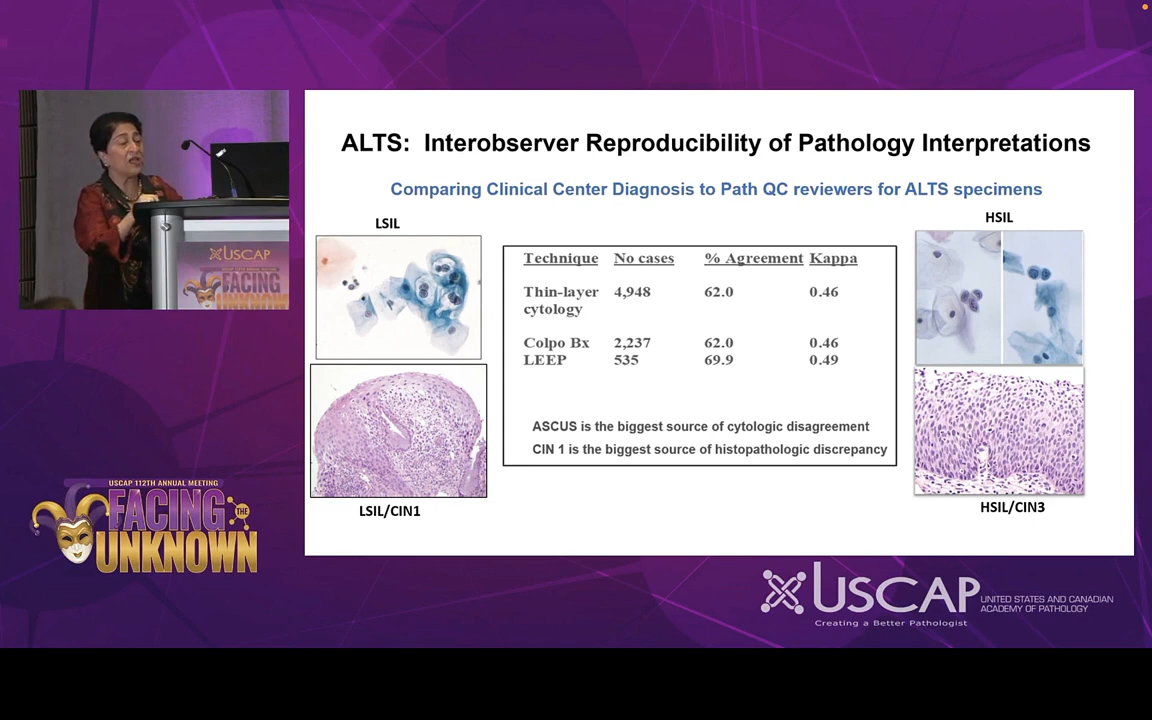 ALTS: Interobserver Reproducibility of Pathology Interpretations
Comparing Clinical Center Diagnosis to Path QC reviewers for ALTS specimens
LSIL
HSIL
Technique No cases % Agreement Kappa
Thin-layer 4,948 62.0 0.46
cytology
Colpo Bx 2,237 62.0 0.46
LEEP 535 69.9 0.49
ASCUS is the biggest source of cytologic disagreement
CIN 1 is the biggest source of histopathologic discrepancy
LSIL/CIN1
HSIL/CIN3
USCAP
FACING
UNKNOWN
USCAP 112TH ANNUAL MEETING
FACING
THE
UNKNOWN
USCAP
UNITED STATES AND CANADIAN
ACADEMY OF PATHOLOGY
Creating a Better Pathologist